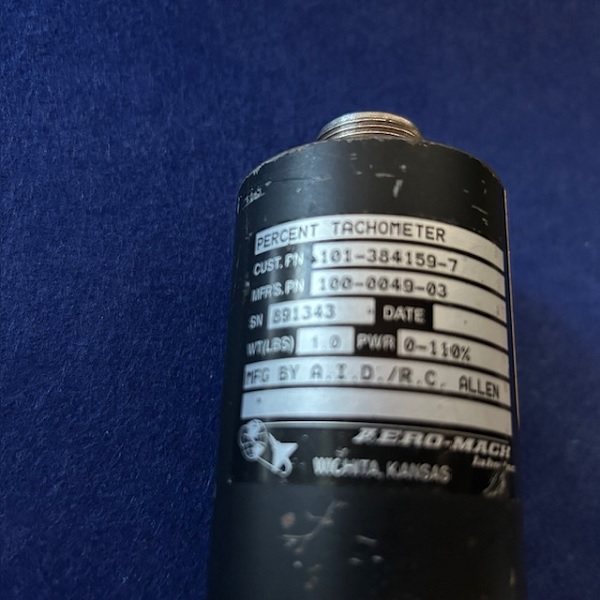 PERCENT TACHOMETER
CUST. PN 101-384159-7
MFR'S. PN 100-0049-03
SN 891343 DATE
WT(LBS) 1.0 PWR 0-110%
MFG BY A.I.D./R.C. ALLEN
AERO-MACH
WICHITA, KANSAS